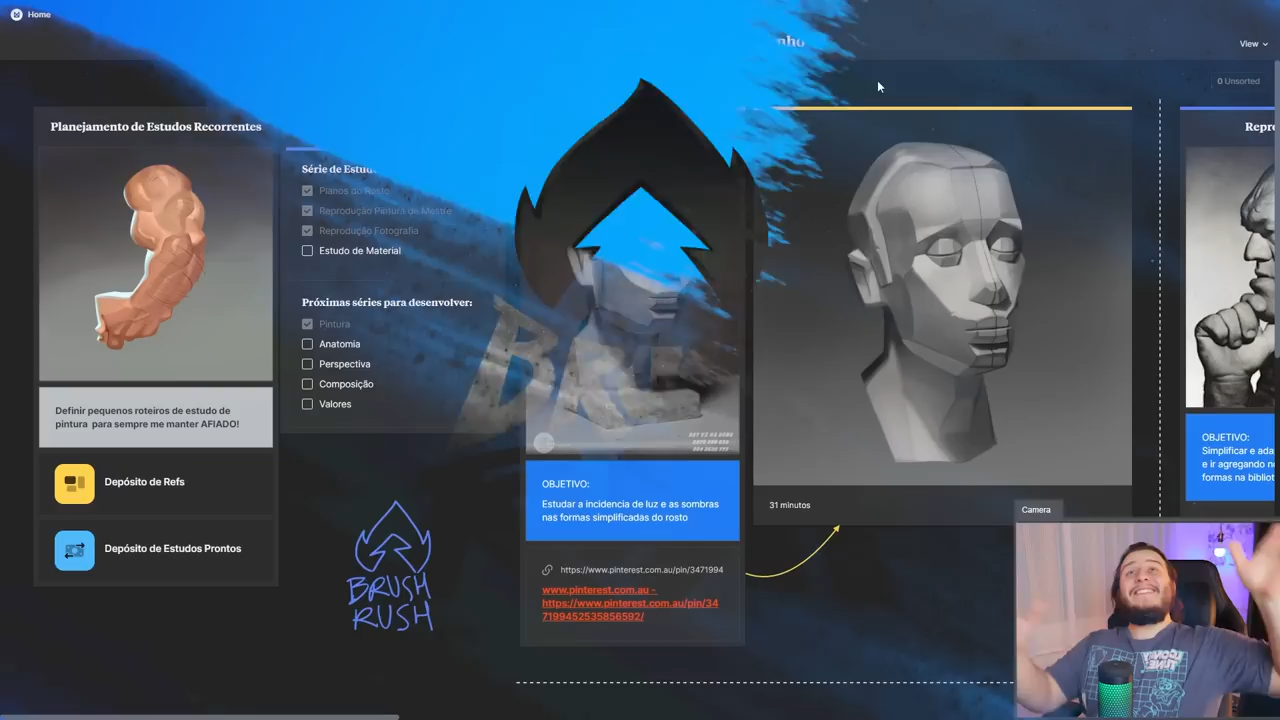 Home
nho
View
0 Unsorted
Planejamento de Estudos Recorrentes
Definir pequenos roteiros de estudo de
pintura para sempre me manter AFIADO!
Depósito de Refs
Depósito de Estudos Prontos
Série de Estu
Planos do Rosto
Reprodução Pintura de Mestre
Reprodução Fotografia
Estudo de Material
Próximas séries para desenvolver:
Pintura
Anatomia
Perspectiva
Composição
Valores
BRUSH
RUSH
OBJETIVO:
Estudar a incidencia de luz e as sombras
nas formas simplificadas do rosto
https://www.pinterest.com.au/pin/3471994
www.pinterest.com.au -
https://www.pinterest.com.au/pin/34
7199452535856592/
31 minutos
Repro
OBJETIVO:
Simplificar e ada
e ir agregando no
formas na bibliot
Camera